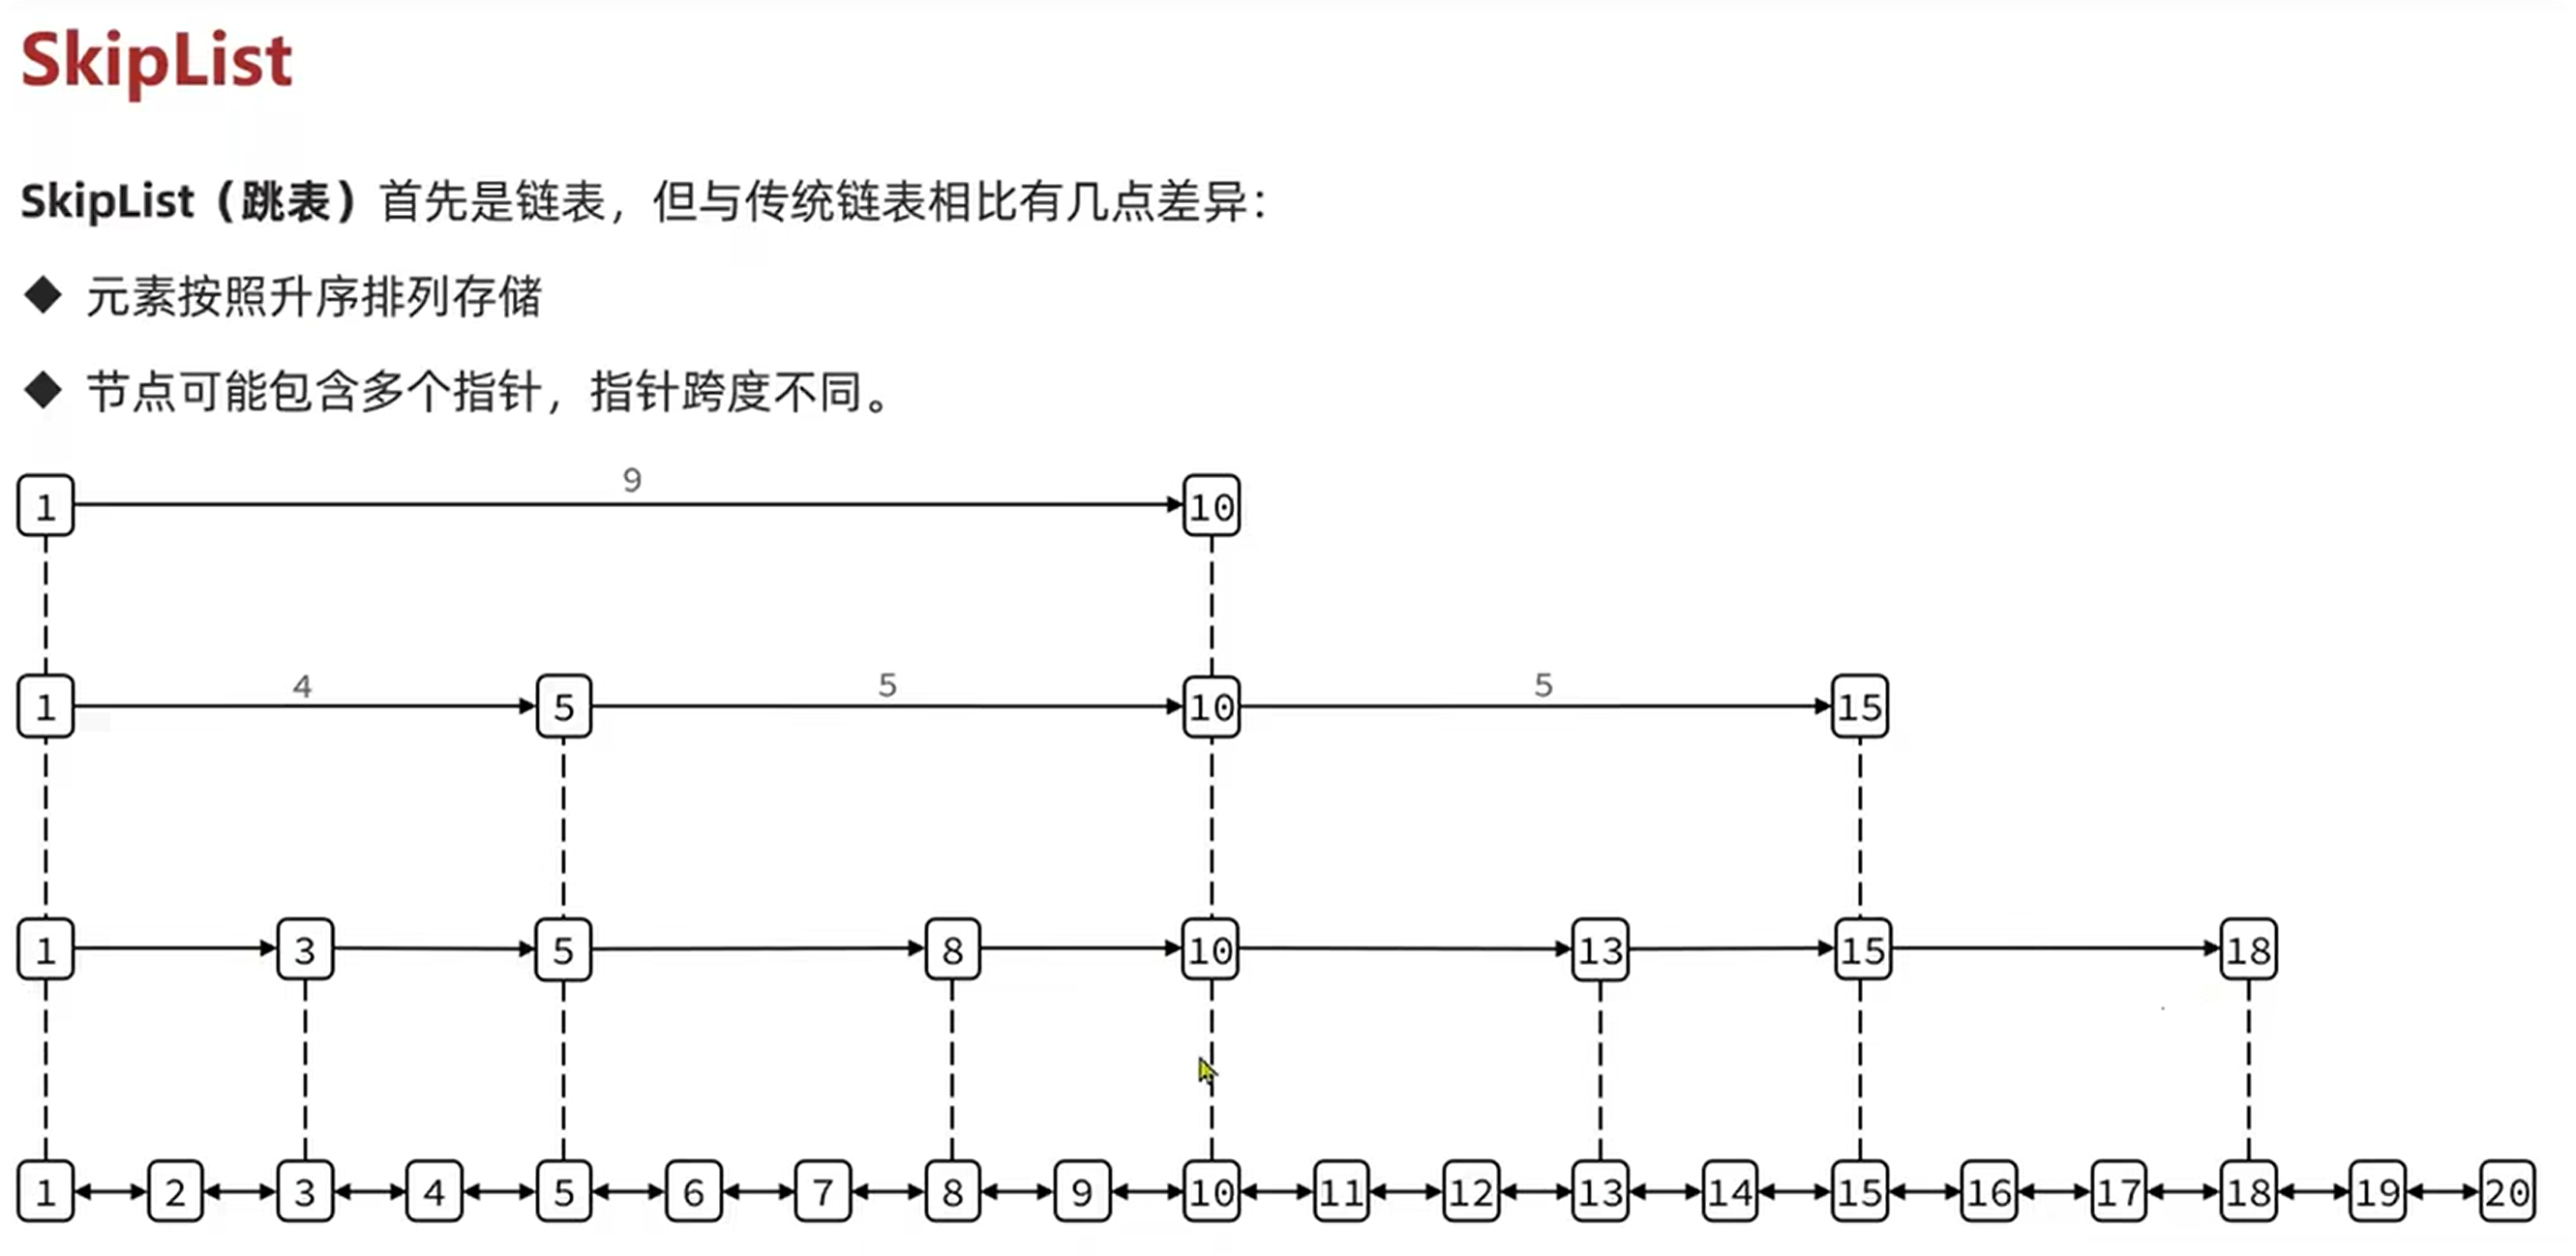 SkipList
SkipList（跳表）首先是链表，但与传统链表相比有几点差异：
◆ 元素按照升序排列存储
◆ 节点可能包含多个指针，指针跨度不同。
9
1 10
4 5 5
1 5 10 15
1 3 5 8 10 13 15 18
1 2 3 4 5 6 7 8 9 10 11 12 13 14 15 16 17 18 19 20